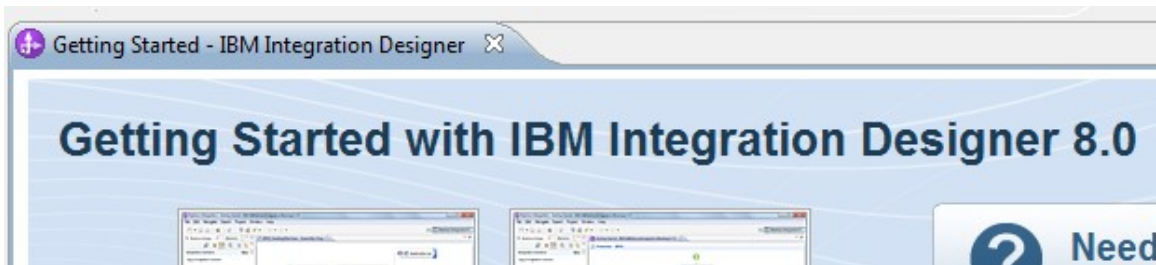 Getting Started - IBM Integration Designer
Getting Started with IBM Integration Designer 8.0
Need